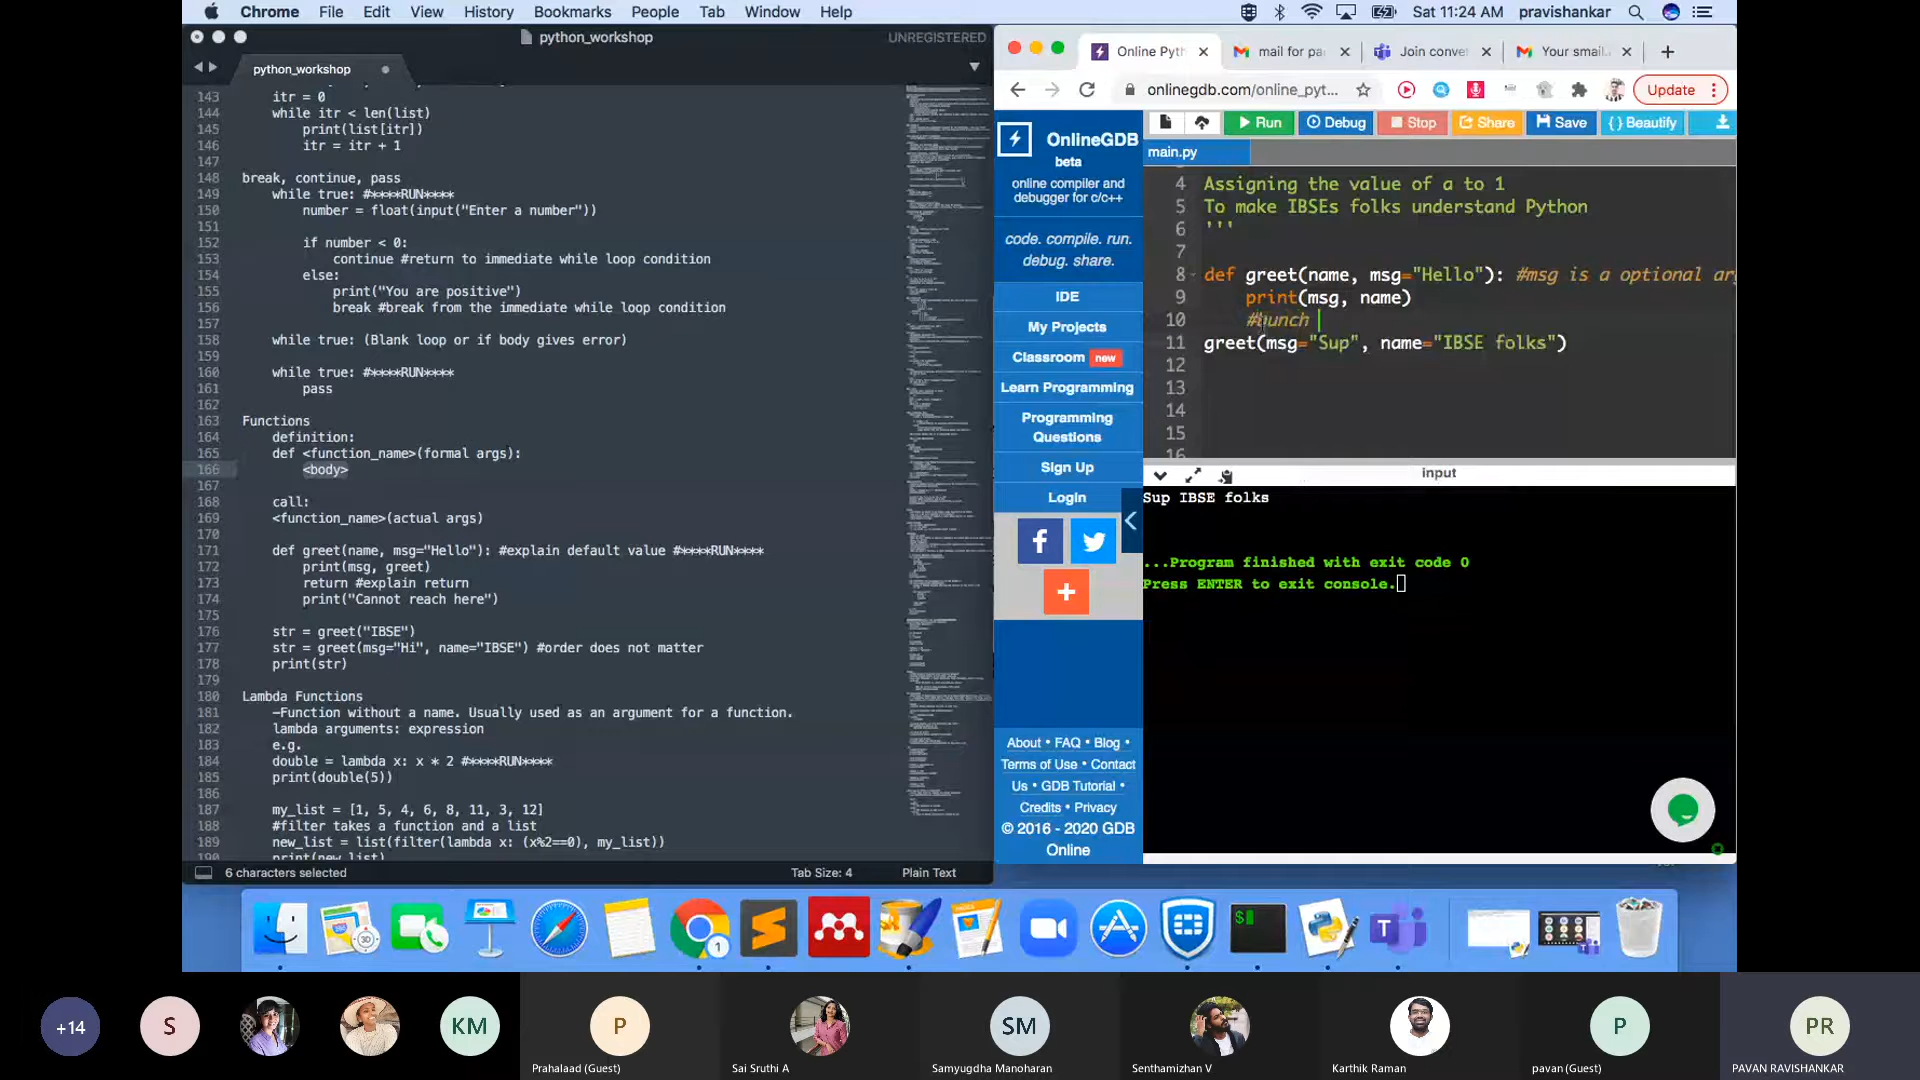 Chrome File Edit View History Bookmarks People Tab Window Help
Sat 11:24 AM pravishankar
python_workshop
UNREGISTERED
python_workshop
143 itr = 0
144 while itr < len(list)
145 print(list[itr])
146 itr = itr + 1
147
148 break, continue, pass
149 while true: #****RUN****
150 number = float(input("Enter a number"))
151
152 if number < 0:
153 continue #return to immediate while loop condition
154 else:
155 print("You are positive")
156 break #break from the immediate while loop condition
157
158 while true: (Blank loop or if body gives error)
159
160 while true: #****RUN****
161 pass
162
163 Functions
164 definition:
165 def <function_name>(formal args):
166 <body>
167
168 call:
169 <function_name>(actual args)
170
171 def greet(name, msg="Hello"): #explain default value #****RUN****
172 print(msg, greet)
173 return #explain return
174 print("Cannot reach here")
175
176 str = greet("IBSE")
177 str = greet(msg="Hi", name="IBSE") #order does not matter
178 print(str)
179
180 Lambda Functions
181 -Function without a name. Usually used as an argument for a function.
182 lambda arguments: expression
183 e.g.
184 double = lambda x: x * 2 #****RUN****
185 print(double(5))
186
187 my_list = [1, 5, 4, 6, 8, 11, 3, 12]
188 #filter takes a function and a list
189 new_list = list(filter(lambda x: (x%2==0), my_list))
190 print(new_list)
6 characters selected
Tab Size: 4 Plain Text
Online Pyth
mail for pa
Join conve
Your smail.
onlinegdb.com/online_pyt...
Update
Run Debug Stop Share Save { } Beautify
OnlineGDB
beta
online compiler and
debugger for c/c++
code. compile. run.
debug. share.
IDE
My Projects
Classroom new
Learn Programming
Programming
Questions
Sign Up
Login
About • FAQ • Blog •
Terms of Use • Contact
Us • GDB Tutorial •
Credits • Privacy
© 2016 - 2020 GDB
Online
main.py
4 Assigning the value of a to 1
5 To make IBSEs folks understand Python
6 '''
7
8 def greet(name, msg="Hello"): #msg is a optional ar
9 print(msg, name)
10 #bunch
11 greet(msg="Sup", name="IBSE folks")
12
13
14
15
16
input
Sup IBSE folks
...Program finished with exit code 0
Press ENTER to exit console.
+14
S
KM
P
SM
P
PR
Prahalaad (Guest)
Sai Sruthi A
Samyugdha Manoharan
Senthamizhan V
Karthik Raman
pavan (Guest)
PAVAN RAVISHANKAR